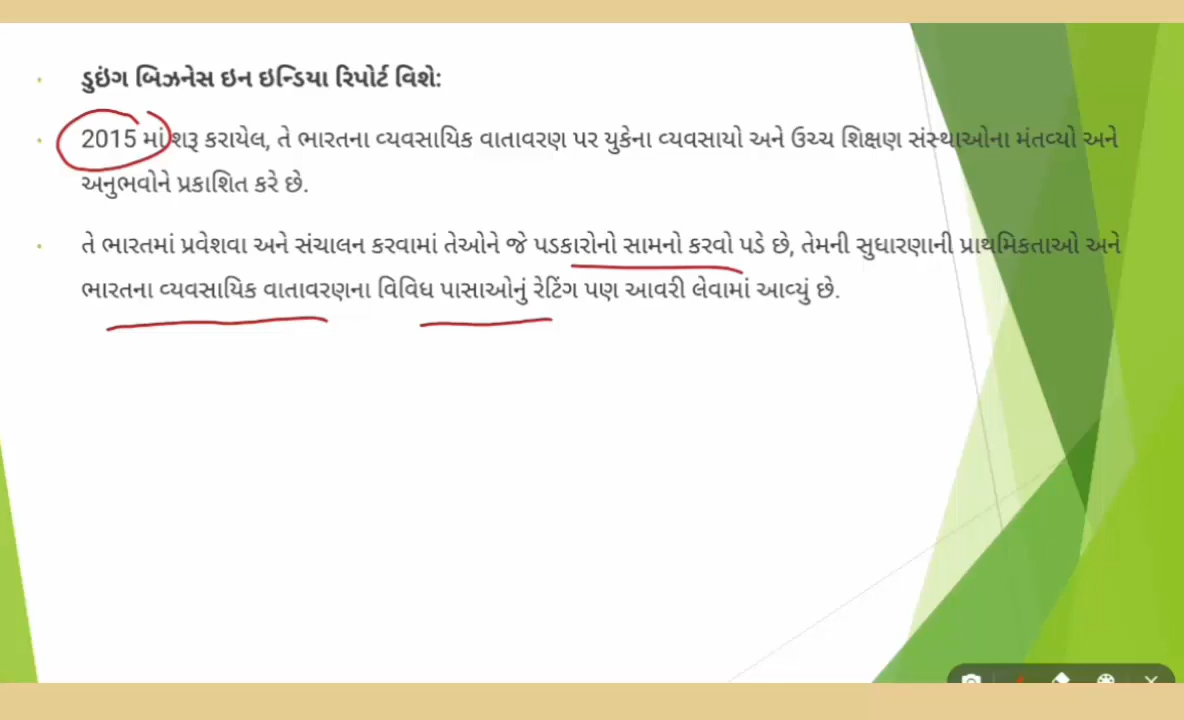 ડુઇંગ બિઝનેસ ઇન ઇન્ડિયા રિપોર્ટ વિશે:
2015 માં શરૂ કરાયેલ, તે ભારતના વ્યવસાયિક વાતાવરણ પર યુકેના વ્યવસાયો અને ઉચ્ચ શિક્ષણ સંસ્થાઓના મંતવ્યો અને
અનુભવોને પ્રકાશિત કરે છે.
તે ભારતમાં પ્રવેશવા અને સંચાલન કરવામાં તેઓને જે પડકારોનો સામનો કરવો પડે છે, તેમની સુધારણાની પ્રાથમિકતાઓ અને
ભારતના વ્યવસાયિક વાતાવરણના વિવિધ પાસાઓનું રેટિંગ પણ આવરી લેવામાં આવ્યું છે.